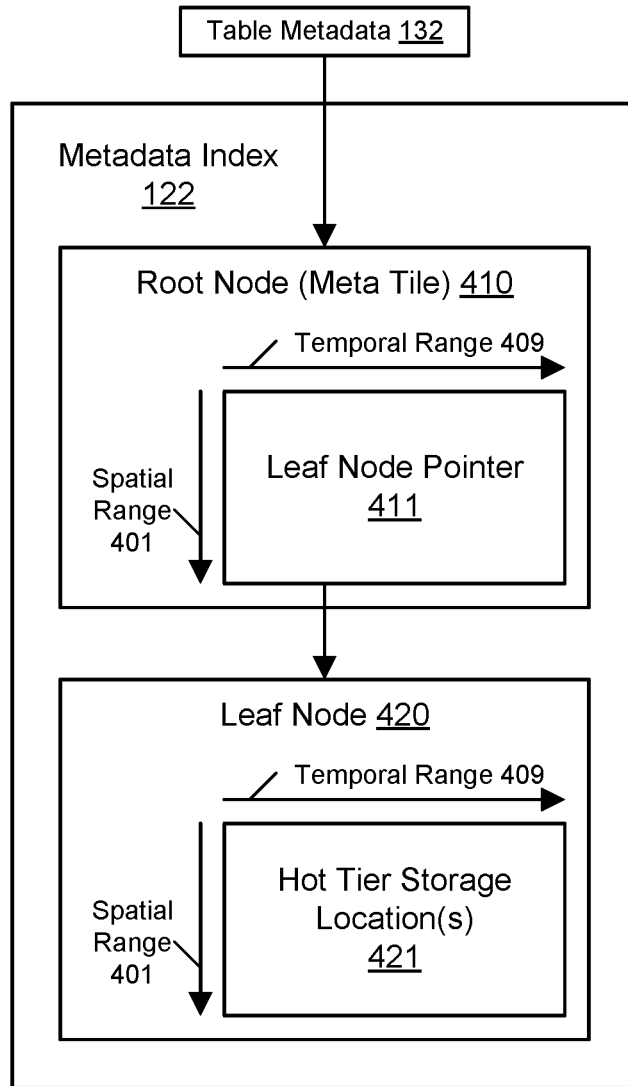 Table Metadata 132
Metadata Index
122
Root Node (Meta Tile) 410
Temporal Range 409
Leaf Node Pointer
411
Spatial
Range
401
Leaf Node 420
Temporal Range 409
Hot Tier Storage
Location(s)
421
Spatial
Range
401